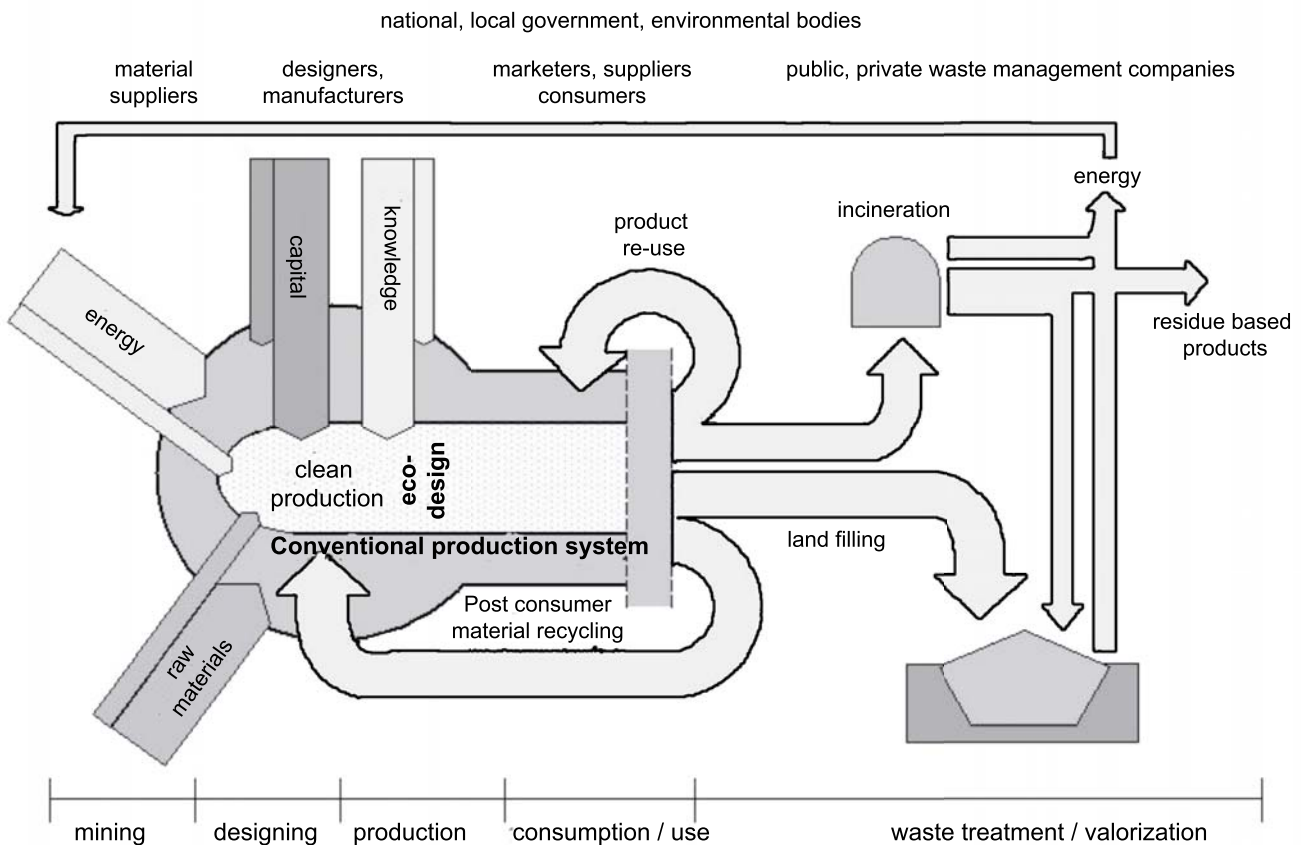 national, local government, environmental bodies
material
suppliers
designers,
manufacturers
marketers, suppliers
consumers
public, private waste management companies
energy
incineration
product
re-use
capital
knowledge
energy
residue based
products
clean
production
eco-
design
Conventional production system
land filling
Post consumer
material recycling
raw
materials
mining
designing
production
consumption / use
waste treatment / valorization